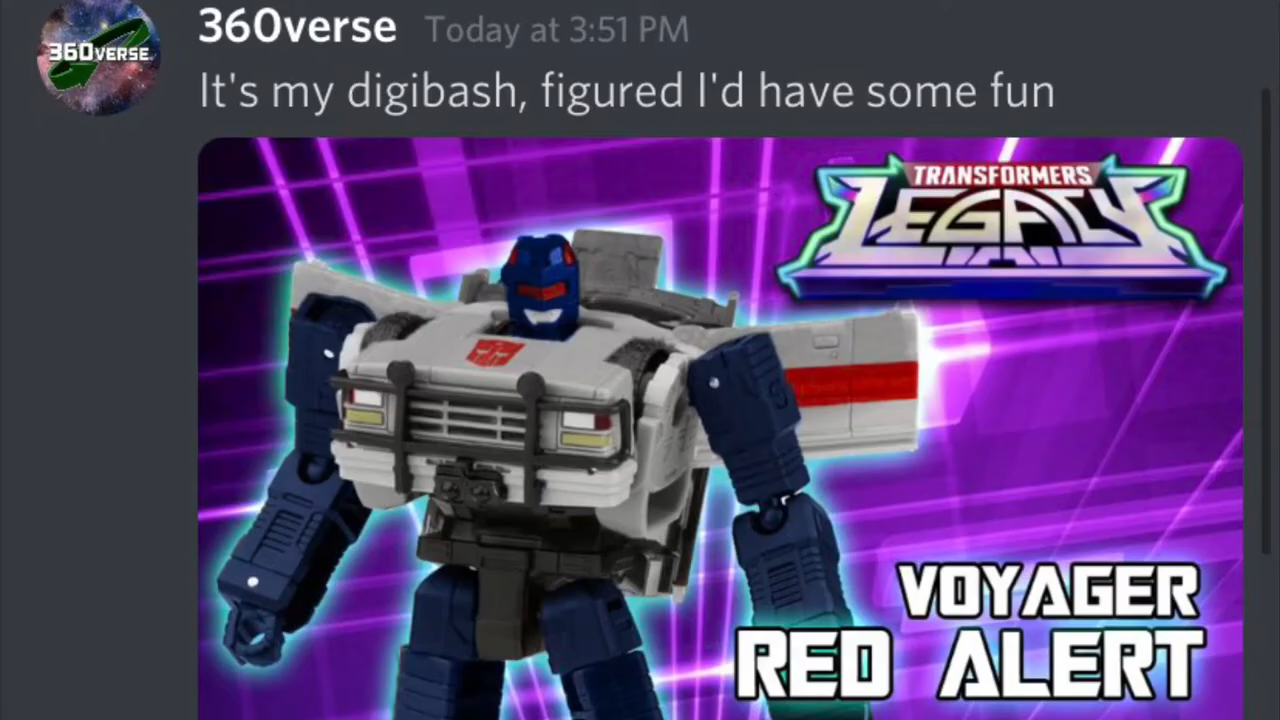 360VERSE
360verse Today at 3:51 PM
It's my digibash, figured I'd have some fun
TRANSFORMERS
LEGACY
VOYAGER
RED ALERT